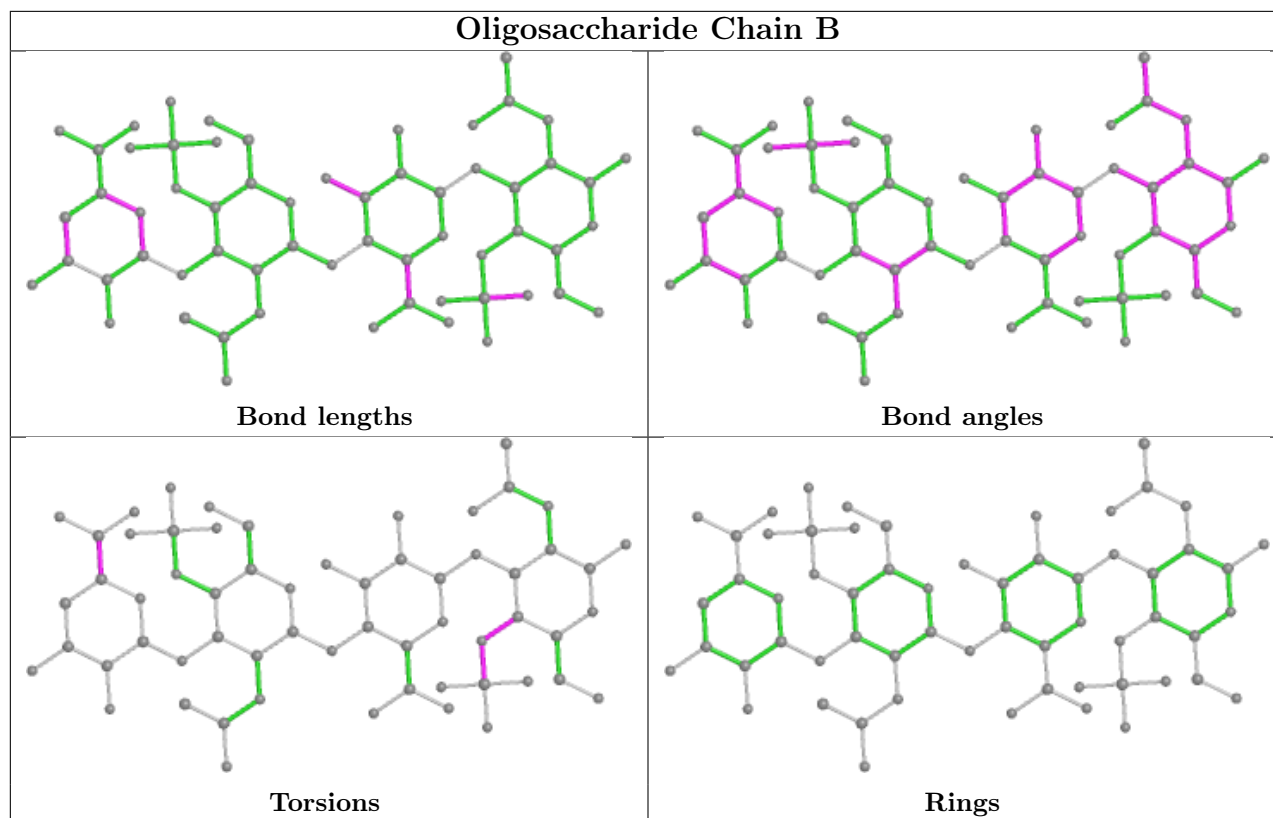 Oligosaccharide Chain B
Bond lengths
Bond angles
Torsions
Rings